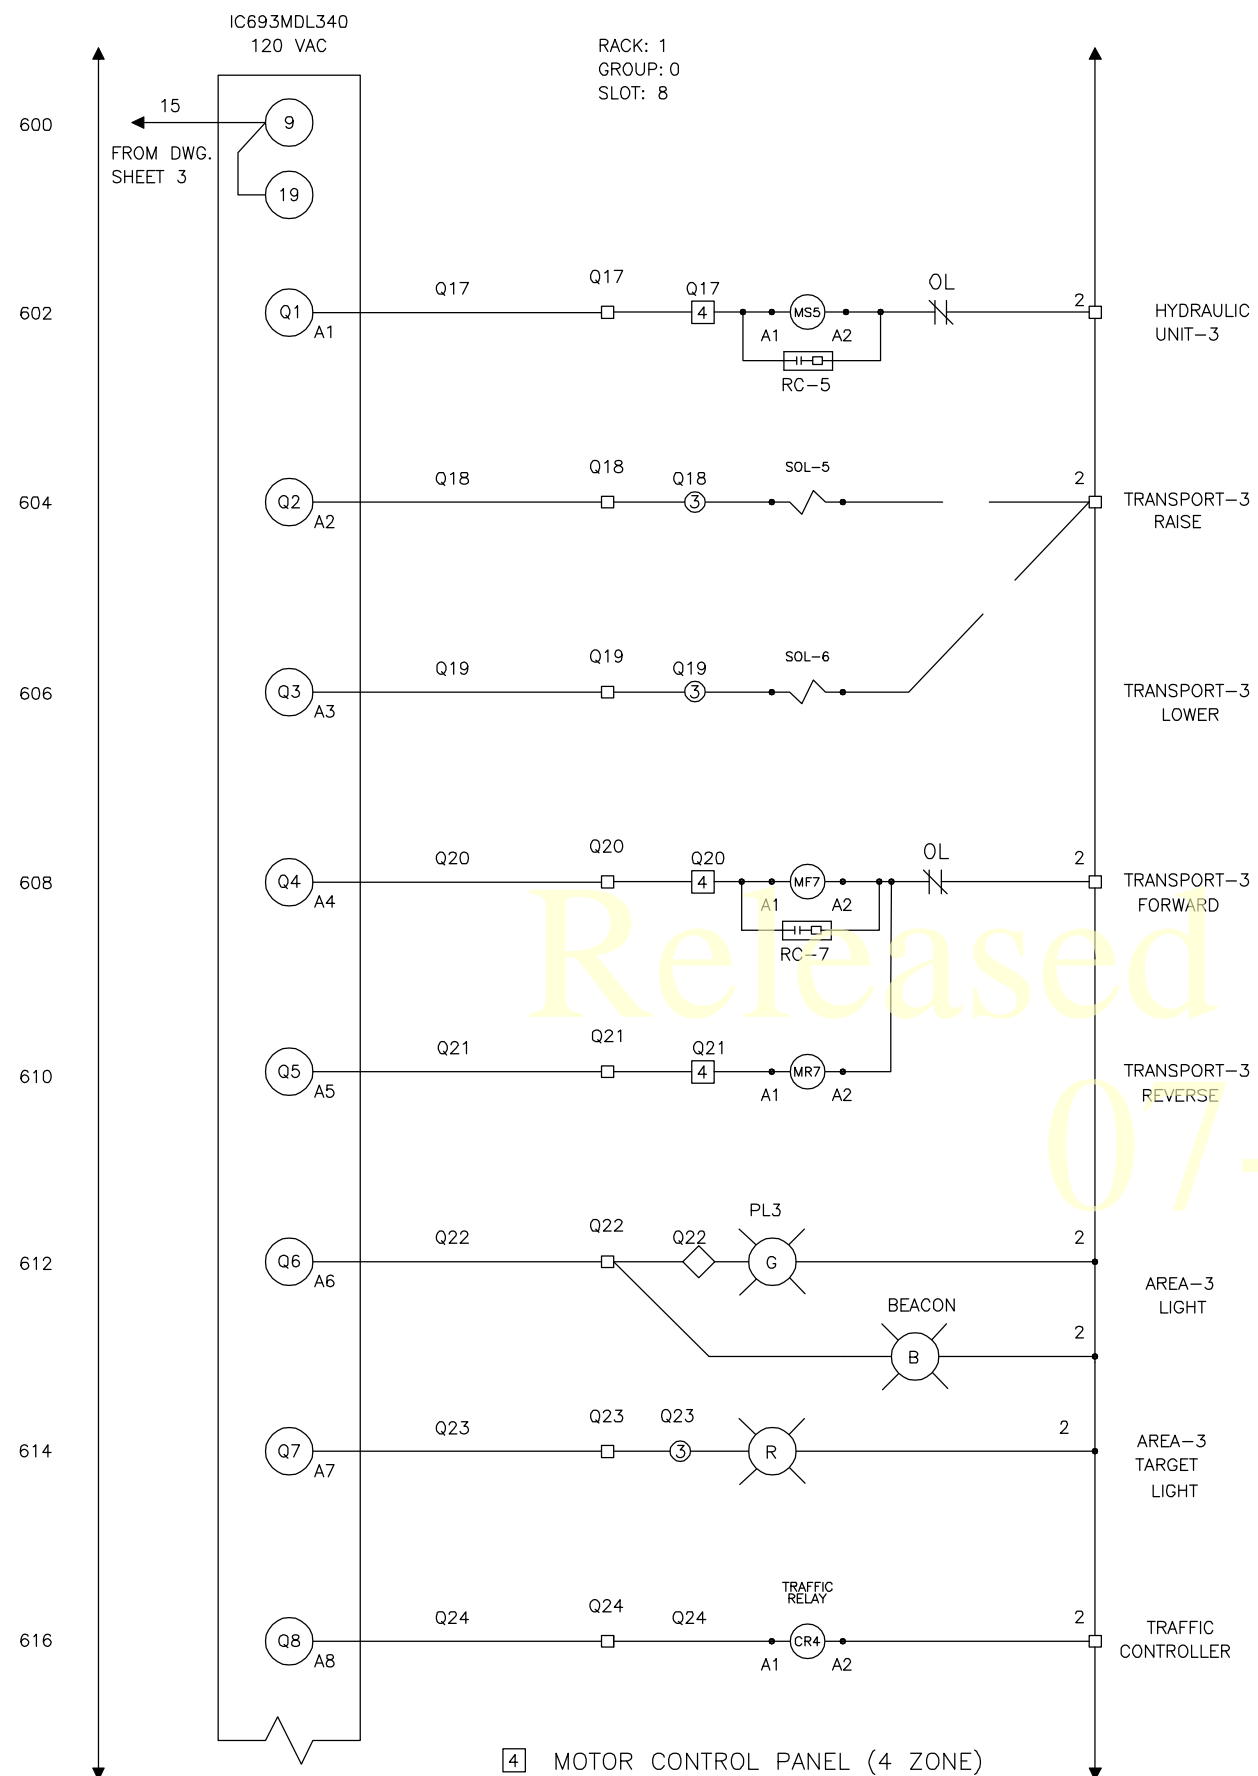 IC693MDL340
120 VAC
RACK: 1
GROUP: 0
SLOT: 8
600
15
9
FROM DWG.
SHEET 3
19
602
Q1
A1
Q17
Q17
Q17
4
A1
MS5
A2
RC-5
OL
2
HYDRAULIC
UNIT-3
604
Q2
A2
Q18
Q18
Q18
3
SOL-5
2
TRANSPORT-3
RAISE
606
Q3
A3
Q19
Q19
Q19
3
SOL-6
TRANSPORT-3
LOWER
608
Q4
A4
Q20
Q20
Q20
4
A1
MF7
A2
RC-7
OL
2
TRANSPORT-3
FORWARD
Released
610
Q5
A5
Q21
Q21
Q21
4
A1
MR7
A2
TRANSPORT-3
REVERSE
07-
612
Q6
A6
Q22
Q22
Q22
PL3
G
2
AREA-3
LIGHT
BEACON
B
2
614
Q7
A7
Q23
Q23
Q23
3
R
2
AREA-3
TARGET
LIGHT
616
Q8
A8
Q24
Q24
Q24
TRAFFIC
RELAY
A1
CR4
A2
2
TRAFFIC
CONTROLLER
4 MOTOR CONTROL PANEL (4 ZONE)